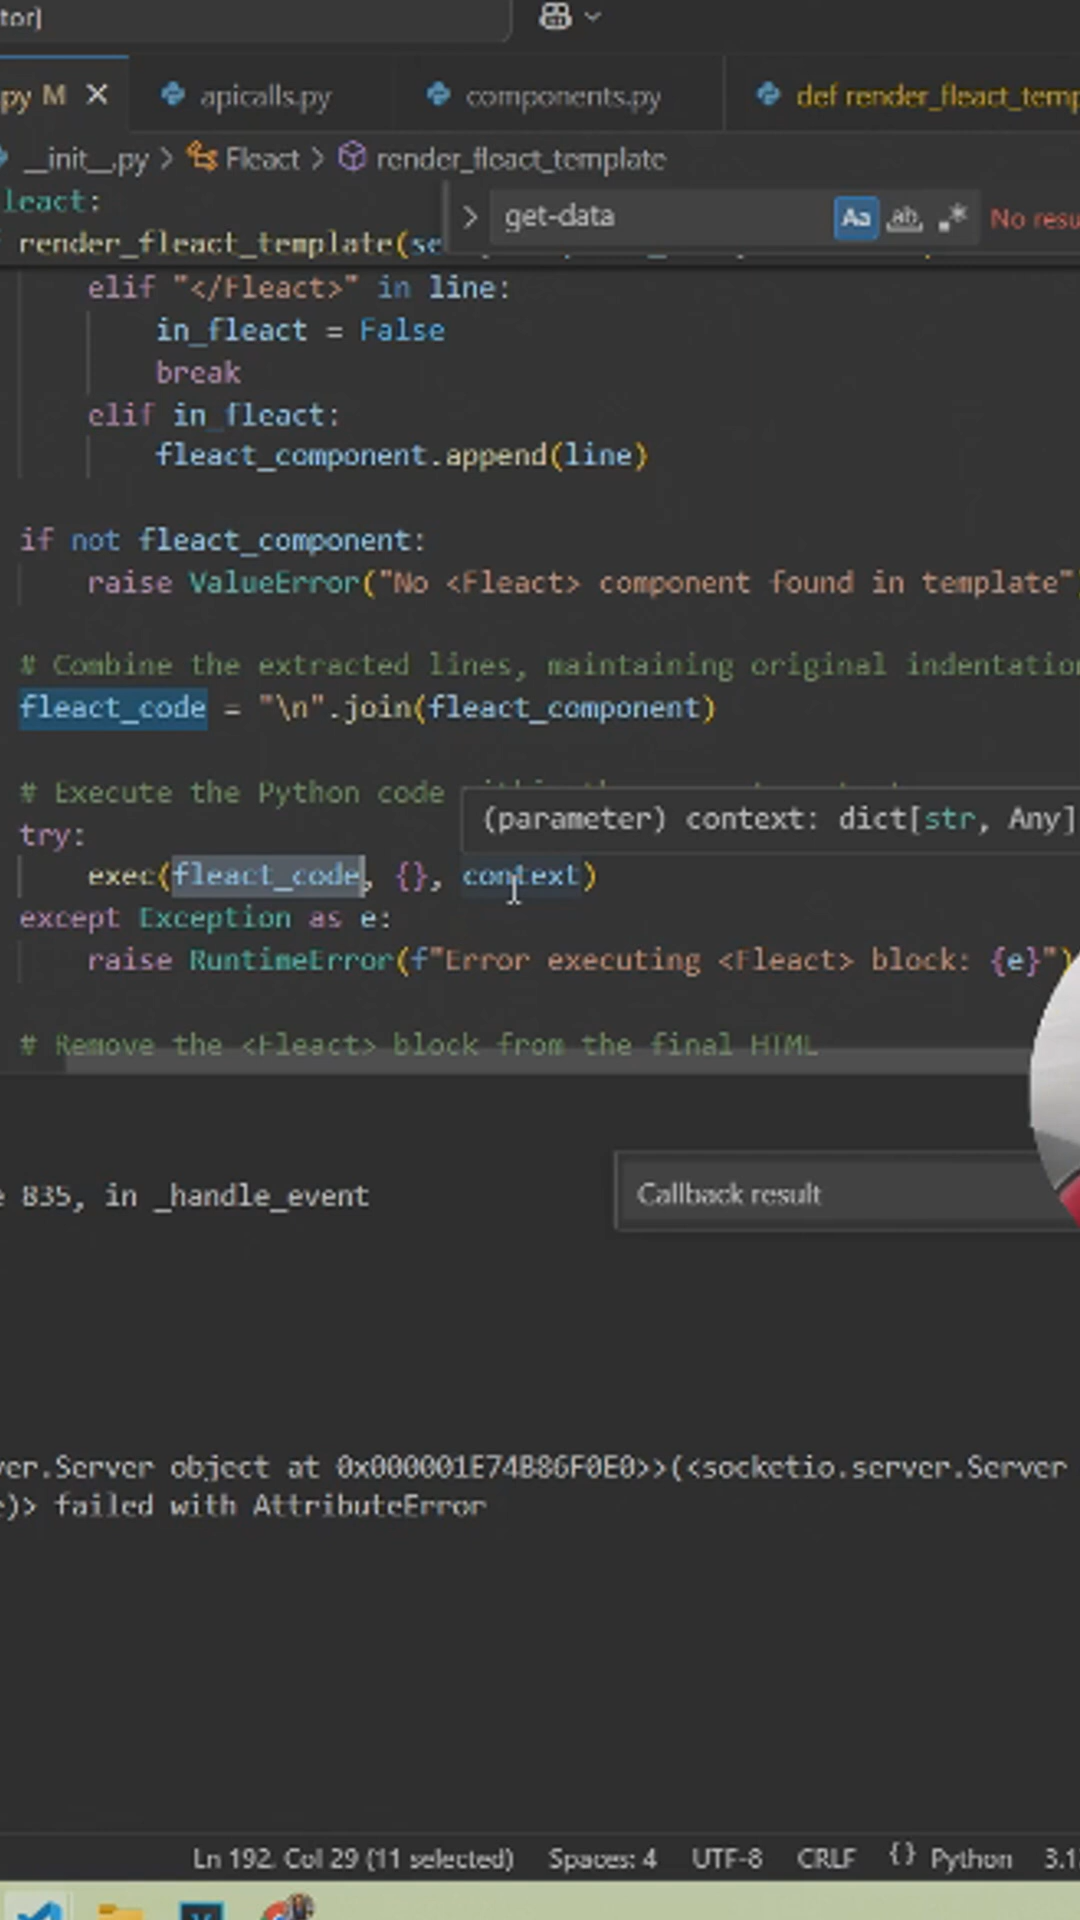 tor]
py M ×
apicalls.py
components.py
def render_fleact_temp
__init__.py > Fleact > render_fleact_template
leact:
> get-data Aa ab .* No resu
render_fleact_template(se
elif "</Fleact>" in line:
in_fleact = False
break
elif in_fleact:
fleact_component.append(line)
if not fleact_component:
raise ValueError("No <Fleact> component found in template"
# Combine the extracted lines, maintaining original indentatio
fleact_code = "\n".join(fleact_component)
# Execute the Python code
(parameter) context: dict[str, Any]
try:
exec(fleact_code, {}, context)
except Exception as e:
raise RuntimeError(f"Error executing <Fleact> block: {e}")
# Remove the <Fleact> block from the final HTML
e 835, in _handle_event
Callback result
ver.Server object at 0x000001E74B86F0E0>>(<socketio.server.Server
e)> failed with AttributeError
Ln 192, Col 29 (11 selected) Spaces: 4 UTF-8 CRLF {} Python 3.1